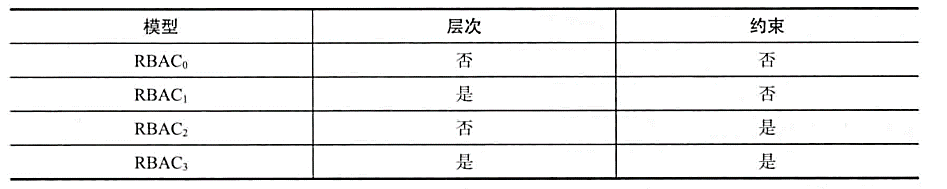 模型 层次 约束
RBAC₀ 否 否
RBAC₁ 是 否
RBAC₂ 否 是
RBAC₃ 是 是